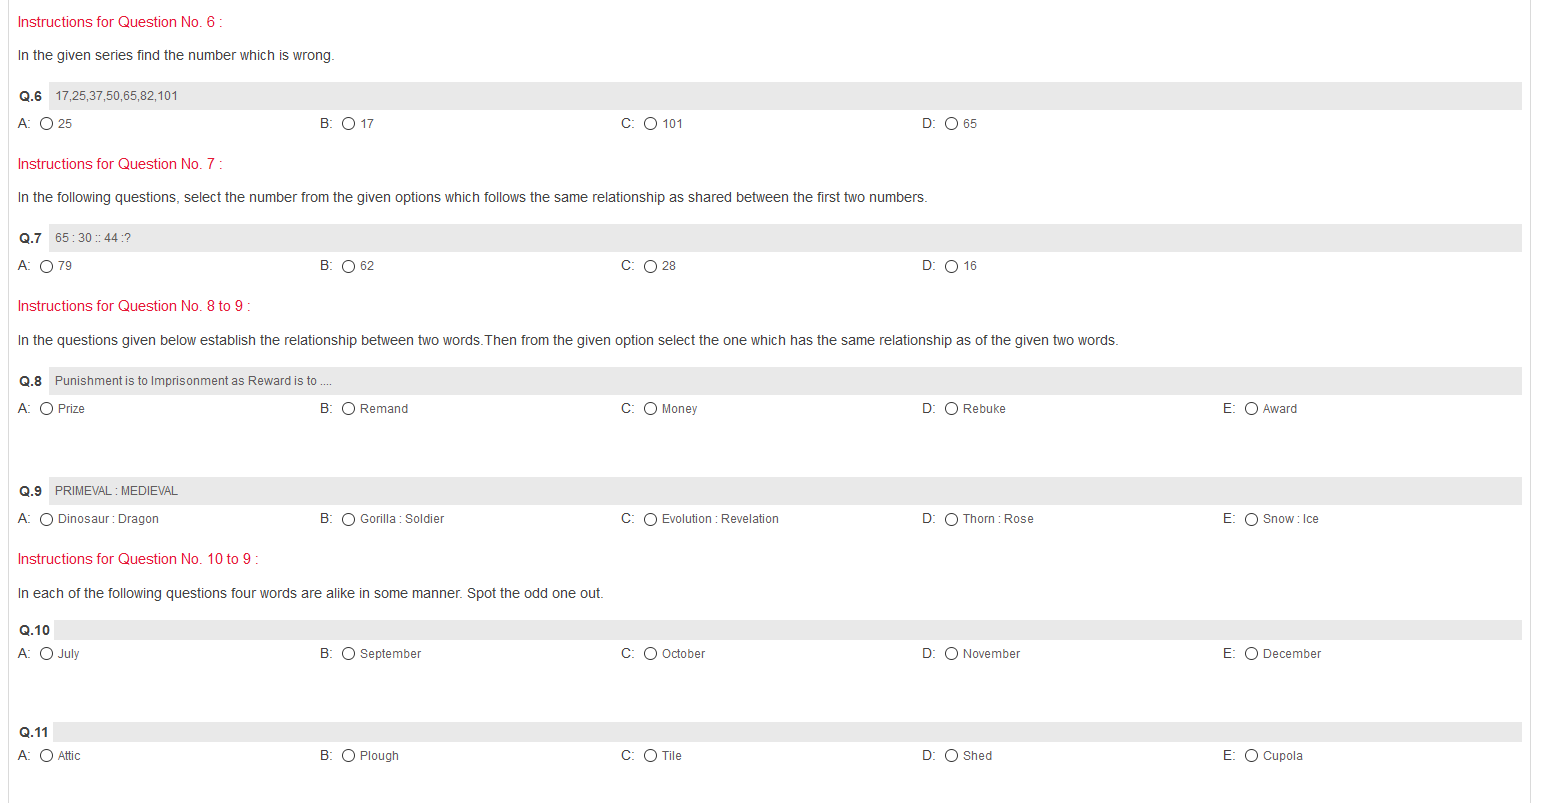 Instructions for Question No. 6 :
In the given series find the number which is wrong.
Q.6 17,25,37,50,65,82,101
A: 25 B: 17 C: 101 D: 65
Instructions for Question No. 7 :
In the following questions, select the number from the given options which follows the same relationship as shared between the first two numbers.
Q.7 65 : 30 :: 44 :?
A: 79 B: 62 C: 28 D: 16
Instructions for Question No. 8 to 9 :
In the questions given below establish the relationship between two words.Then from the given option select the one which has the same relationship as of the given two words.
Q.8 Punishment is to Imprisonment as Reward is to ....
A: Prize B: Remand C: Money D: Rebuke E: Award
Q.9 PRIMEVAL : MEDIEVAL
A: Dinosaur : Dragon B: Gorilla : Soldier C: Evolution : Revelation D: Thorn : Rose E: Snow : Ice
Instructions for Question No. 10 to 9 :
In each of the following questions four words are alike in some manner. Spot the odd one out.
Q.10
A: July B: September C: October D: November E: December
Q.11
A: Attic B: Plough C: Tile D: Shed E: Cupola